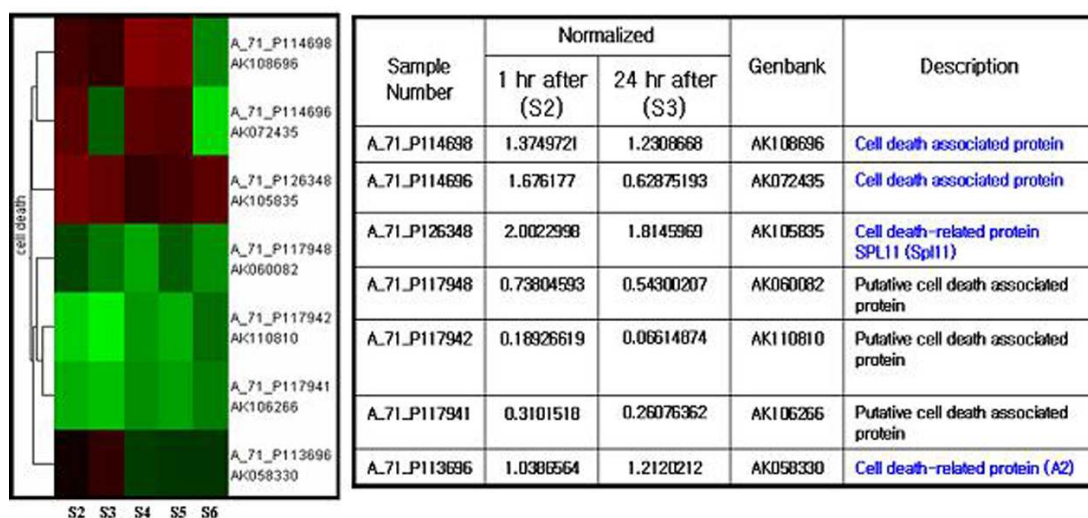 cell death
A_71_P114698
AK108696
A_71_P114696
AK072435
A_71_P126348
AK105835
A_71_P117948
AK060082
A_71_P117942
AK110810
A_71_P117941
AK106266
A_71_P113696
AK058330
S2 S3 S4 S5 S6
Sample Number
Normalized
1 hr after (S2)
24 hr after (S3)
Genbank
Description
A_71_P114698 1.3749721 1.2308668 AK108696 Cell death associated protein
A_71_P114696 1.676177 0.62875193 AK072435 Cell death associated protein
A_71_P126348 2.0022998 1.8145969 AK105835 Cell death-related protein
SPL11 (Spl11)
A_71_P117948 0.73804593 0.54300207 AK060082 Putative cell death associated
protein
A_71_P117942 0.18926619 0.06614874 AK110810 Putative cell death associated
protein
A_71_P117941 0.3101518 0.26076362 AK106266 Putative cell death associated
protein
A_71_P113696 1.0386564 1.2120212 AK058330 Cell death-related protein (A2)